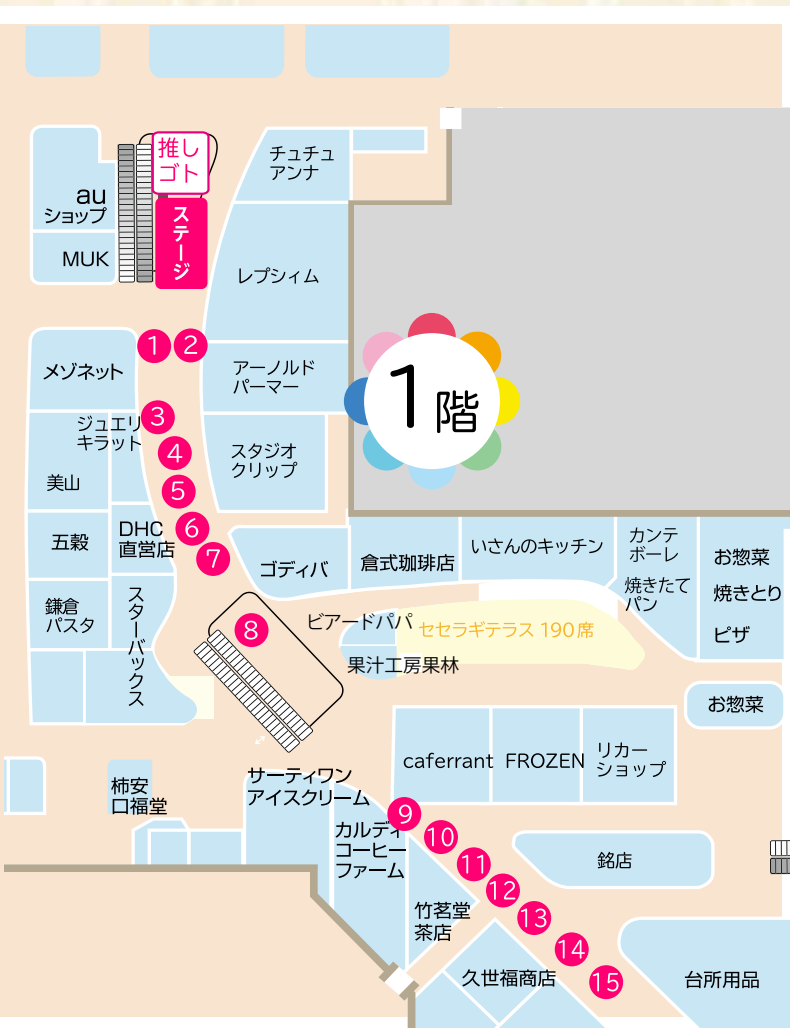 推し
ゴト
ステージ
チュチュ
アンナ
au
ショップ
MUK
レプシィム
1
2
メゾネット
アーノルド
パーマー
1階
3
ジュエリ
キラット
4
スタジオ
クリップ
美山
5
6
DHC
直営店
五穀
7
ゴディバ
倉式珈琲店
いさんのキッチン
カンテ
ボーレ
焼きたて
パン
お惣菜
焼きとり
ピザ
鎌倉
パスタ
スターバックス
8
ビアードパパ
セセラギテラス 190席
果汁工房果林
お惣菜
caferrant
FROZEN
リカー
ショップ
柿安
口福堂
サーティワン
アイスクリーム
9
カルディ
コーヒー
ファーム
10
11
銘店
12
竹茗堂
茶店
13
14
久世福商店
15
台所用品